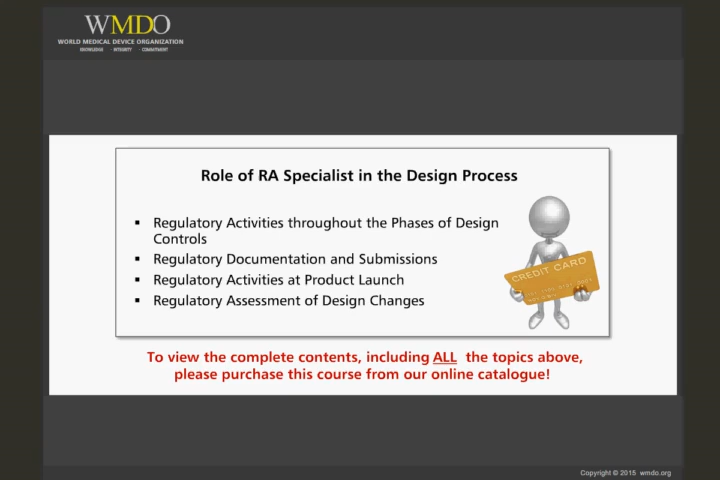 WMDO
WORLD MEDICAL DEVICE ORGANIZATION
KNOWLEDGE · INTEGRITY · COMMITMENT
Role of RA Specialist in the Design Process
▪ Regulatory Activities throughout the Phases of Design
Controls
▪ Regulatory Documentation and Submissions
▪ Regulatory Activities at Product Launch
▪ Regulatory Assessment of Design Changes
CREDIT CARD
To view the complete contents, including ALL the topics above,
please purchase this course from our online catalogue!
Copyright © 2015 wmdo.org